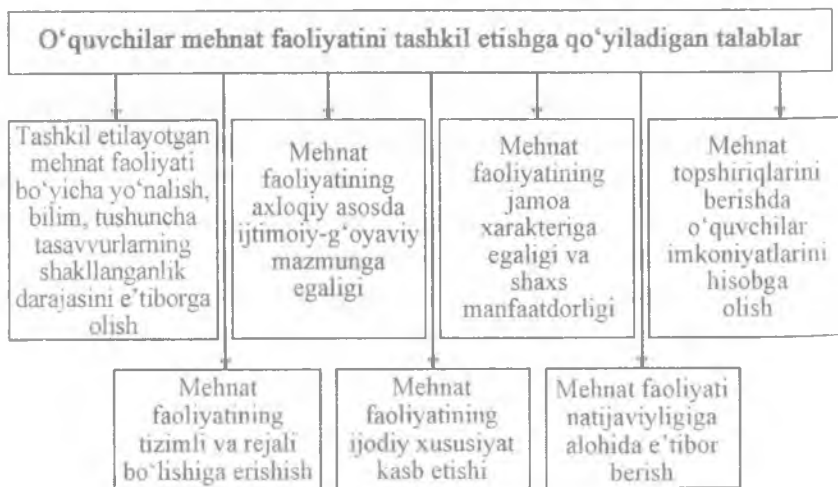 O‘quvchilar mehnat faoliyatini tashkil etishga qo‘yiladigan talablar
Tashkil etilayotgan
mehnat faoliyati
bo‘yicha yo‘nalish,
bilim, tushuncha
tasavvurlarning
shakllanganlik
darajasini e’tiborga
olish
Mehnat
faoliyatining
axloqiy asosda
ijtimoiy-g‘oyaviy
mazmunga
egaligi
Mehnat
faoliyatining
jamoa
xarakteriga
egaligi va
shaxs
manfaatdorligi
Mehnat
topshiriqlarini
berishda
o‘quvchilar
imkoniyatlarini
hisobga
olish
Mehnat
faoliyatining
tizimli va rejali
bo‘lishiga erishish
Mehnat
faoliyatining
ijodiy xususiyat
kasb etishi
Mehnat faoliyati
natijaviyligiga
alohida e’tibor
berish